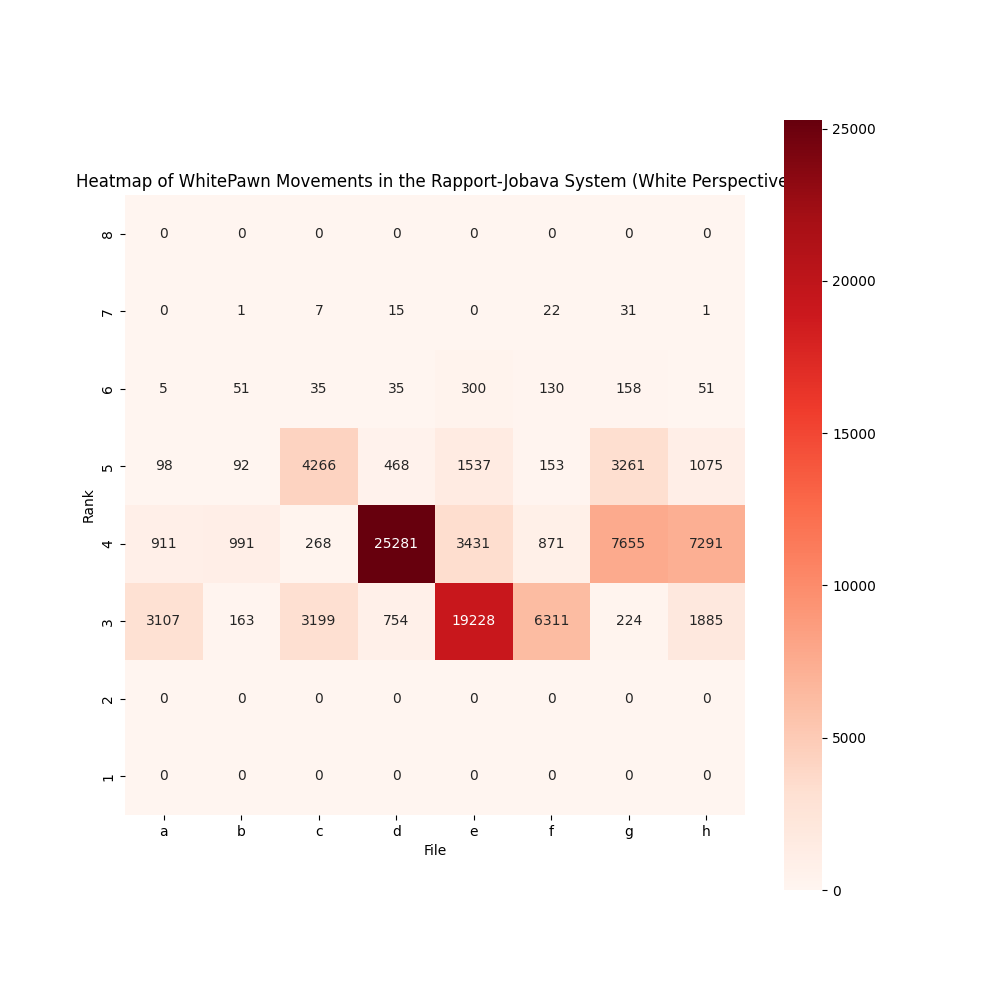 Heatmap of WhitePawn Movements in the Rapport-Jobava System (White Perspective
8 0 0 0 0 0 0 0 0
7 0 1 7 15 0 22 31 1
6 5 51 35 35 300 130 158 51
5 98 92 4266 468 1537 153 3261 1075
4 911 991 268 25281 3431 871 7655 7291
3 3107 163 3199 754 19228 6311 224 1885
2 0 0 0 0 0 0 0 0
1 0 0 0 0 0 0 0 0
a b c d e f g h
File
Rank
25000
20000
15000
10000
5000
0